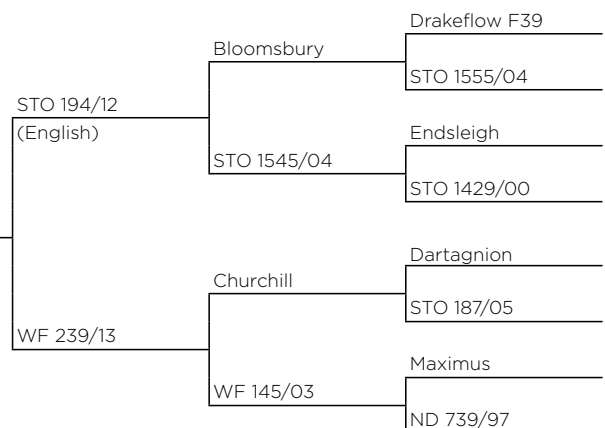 Drakeflow F39
Bloomsbury
STO 1555/04
STO 194/12
(English)
Endsleigh
STO 1545/04
STO 1429/00
Dartagnion
Churchill
STO 187/05
WF 239/13
Maximus
WF 145/03
ND 739/97